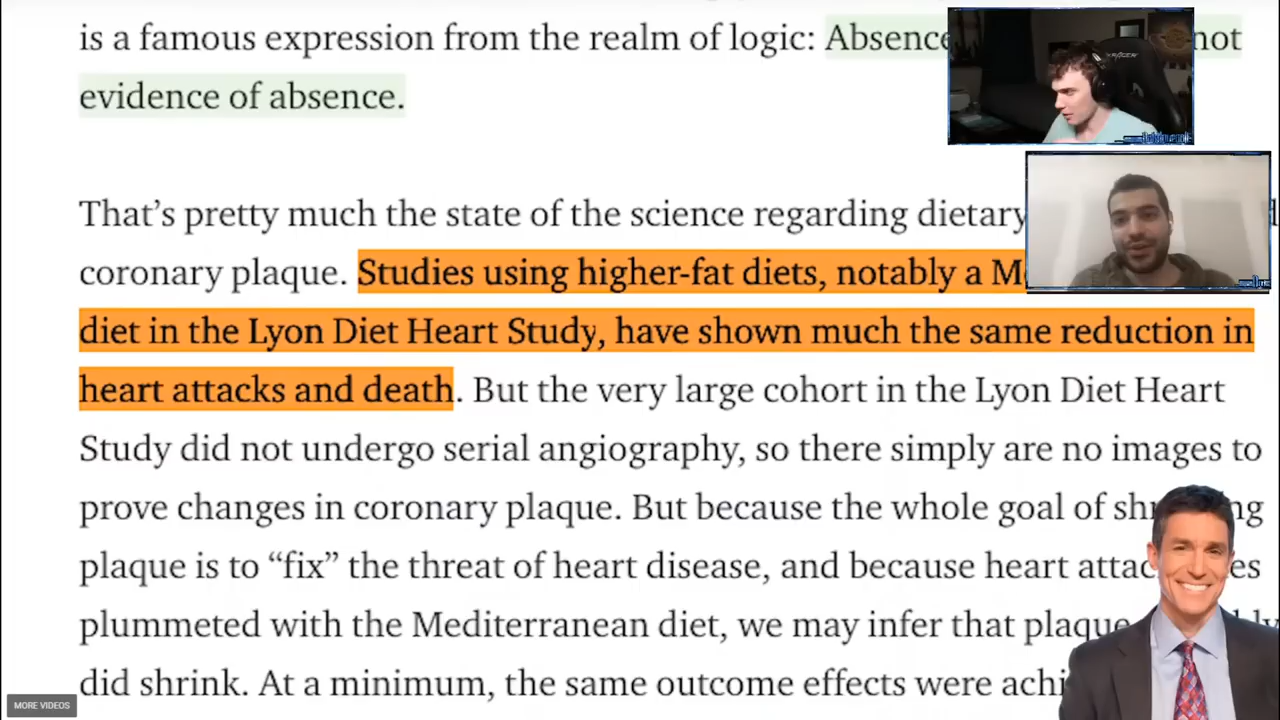 is a famous expression from the realm of logic: Absence not
evidence of absence.
That's pretty much the state of the science regarding dietary
coronary plaque. Studies using higher-fat diets, notably a
diet in the Lyon Diet Heart Study, have shown much the same reduction in
heart attacks and death. But the very large cohort in the Lyon Diet Heart
Study did not undergo serial angiography, so there simply are no images to
prove changes in coronary plaque. But because the whole goal of
plaque is to “fix” the threat of heart disease, and because heart
plummeted with the Mediterranean diet, we may infer that plaque
did shrink. At a minimum, the same outcome effects were
MORE VIDEOS